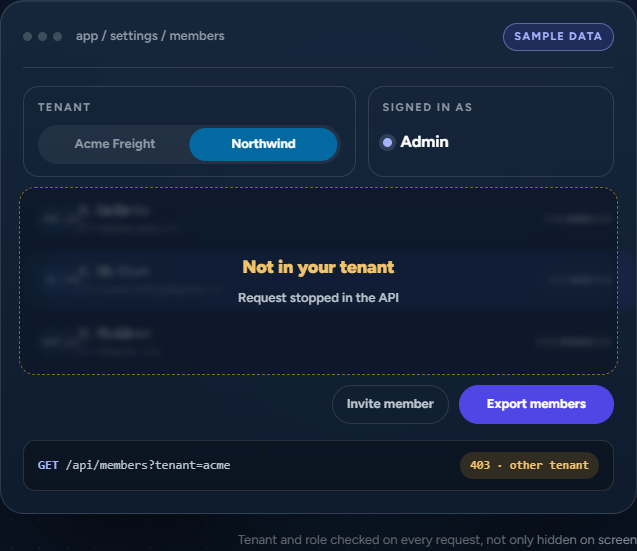 app / settings / members
SAMPLE DATA
TENANT
Acme Freight
Northwind
SIGNED IN AS
Admin
Not in your tenant
Request stopped in the API
Invite member
Export members
GET /api/members?tenant=acme
403 · other tenant
Tenant and role checked on every request, not only hidden on screen